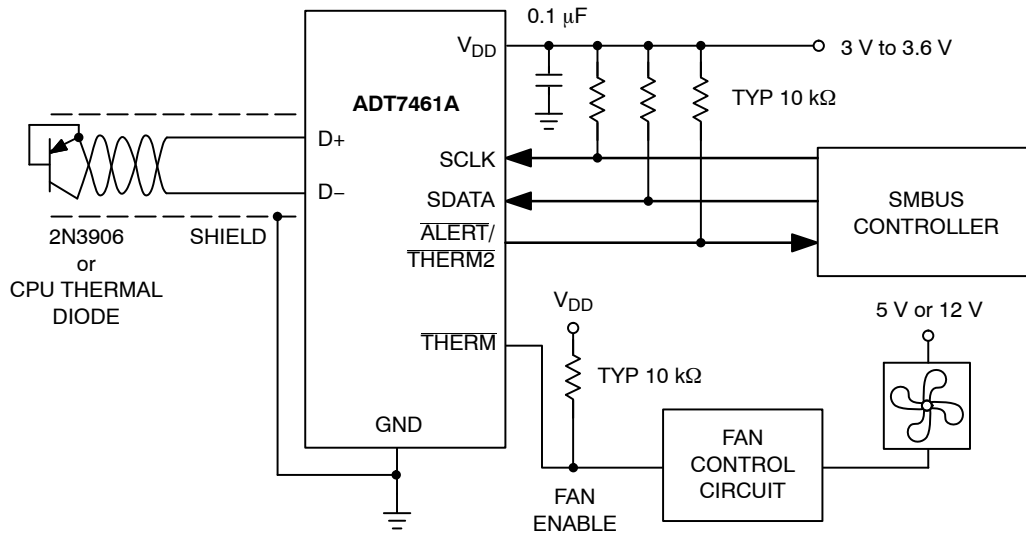 0.1 μF
V_DD
3 V to 3.6 V
ADT7461A
TYP 10 kΩ
D+
SCLK
D−
SDATA
SMBUS
CONTROLLER
2N3906
or
CPU THERMAL
DIODE
SHIELD
ALERT/
THERM2
V_DD
5 V or 12 V
THERM
TYP 10 kΩ
GND
FAN
CONTROL
CIRCUIT
FAN
ENABLE